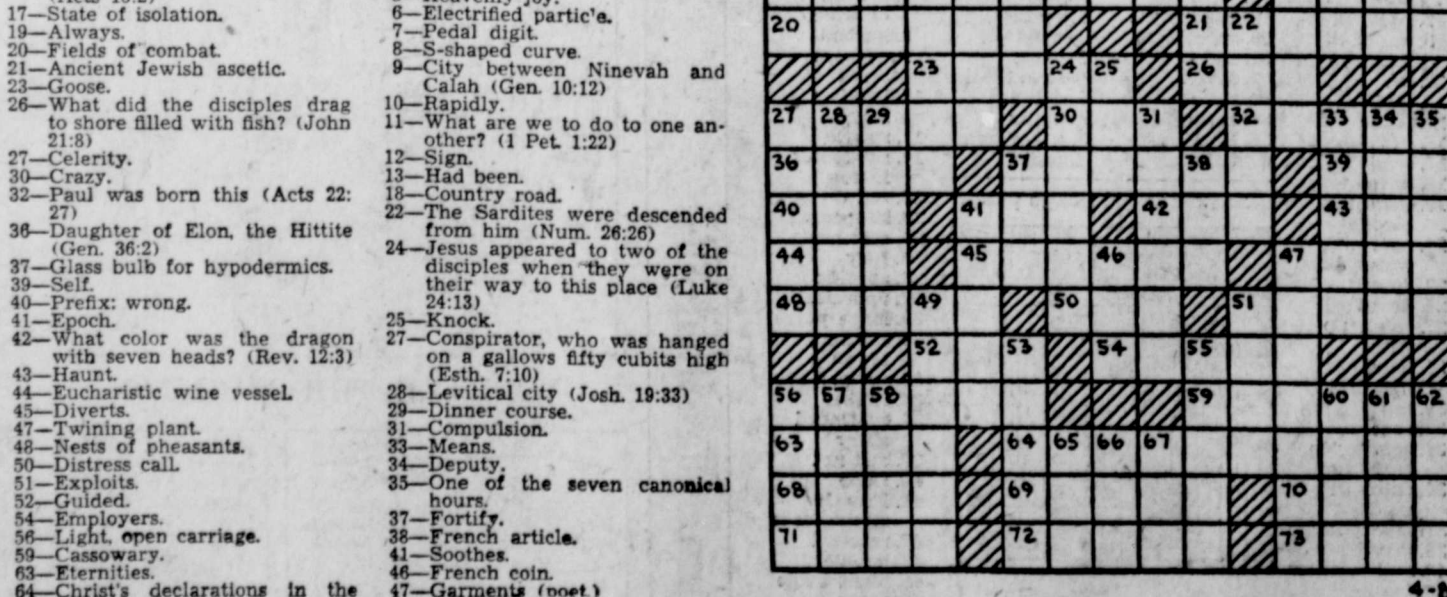 17—State of isolation.
19—Always.
20—Fields of combat.
21—Ancient Jewish ascetic.
23—Goose.
26—What did the disciples drag
to shore filled with fish? (John
21:8)
27—Celerity.
30—Crazy.
32—Paul was born this (Acts 22:
27)
36—Daughter of Elon, the Hittite
(Gen. 36:2)
37—Glass bulb for hypodermics.
39—Self.
40—Prefix: wrong.
41—Epoch.
42—What color was the dragon
with seven heads? (Rev. 12:3)
43—Haunt.
44—Eucharistic wine vessel.
45—Diverts.
47—Twining plant.
48—Nests of pheasants.
50—Distress call.
51—Exploits.
52—Guided.
54—Employers.
56—Light, open carriage.
59—Cassowary.
63—Eternities.
64—Christ's declarations in the
6—Electrified partic'e.
7—Pedal digit.
8—S-shaped curve.
9—City between Ninevah and
Calah (Gen. 10:12)
10—Rapidly.
11—What are we to do to one an-
other? (1 Pet. 1:22)
12—Sign.
13—Had been.
18—Country road.
22—The Sardites were descended
from him (Num. 26:26)
24—Jesus appeared to two of the
disciples when they were on
their way to this place (Luke
24:13)
25—Knock.
27—Conspirator, who was hanged
on a gallows fifty cubits high
(Esth. 7:10)
28—Levitical city (Josh. 19:33)
29—Dinner course.
31—Compulsion.
33—Means.
34—Deputy.
35—One of the seven canonical
hours.
37—Fortify.
38—French article.
41—Soothes.
46—French coin.
47—Garments (poet.)
20 21 22
23 24 25 26
27 28 29 30 31 32 33 34 35
36 37 38 39
40 41 42 43
44 45 46 47
48 49 50 51
52 53 54 55
56 57 58 59 60 61 62
63 64 65 66 67
68 69 70
71 72 73